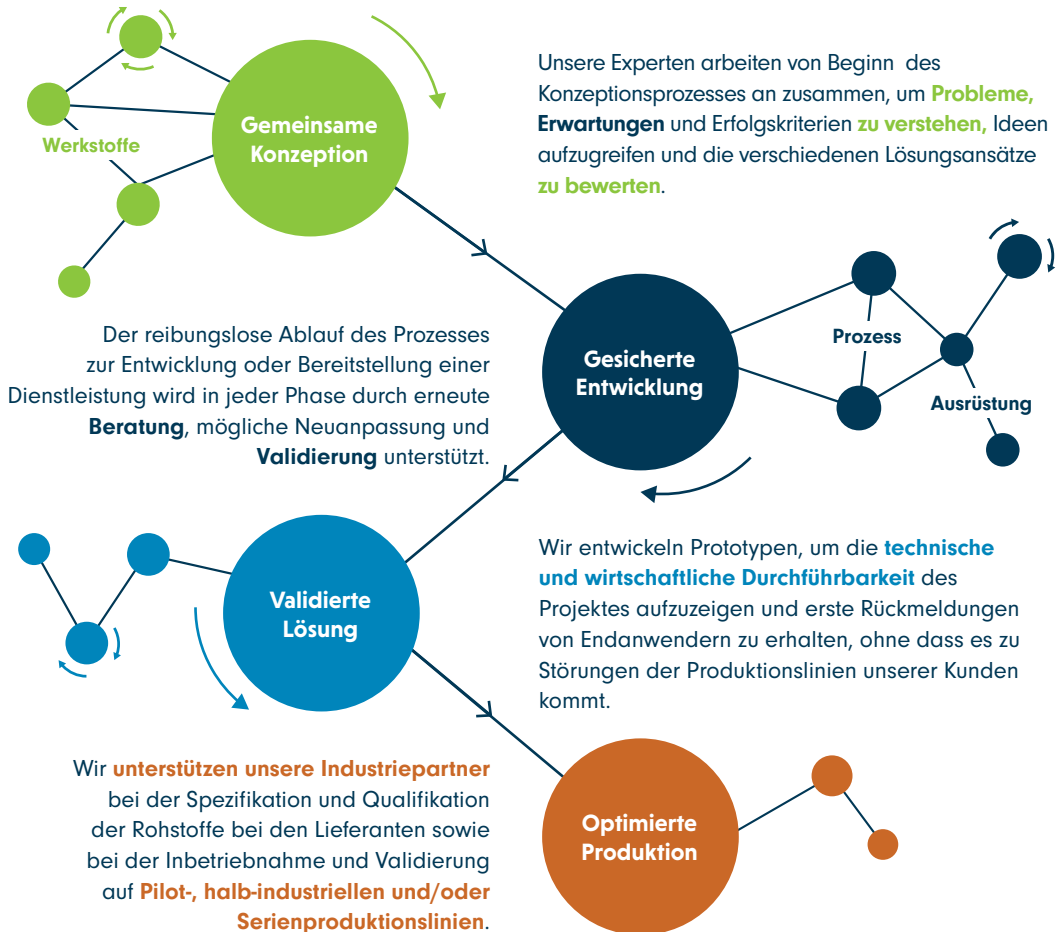 Gemeinsame
Konzeption
Werkstoffe
Unsere Experten arbeiten von Beginn des
Konzeptionsprozesses an zusammen, um Probleme,
Erwartungen und Erfolgskriterien zu verstehen, Ideen
aufzugreifen und die verschiedenen Lösungsansätze
zu bewerten.
Der reibungslose Ablauf des Prozesses
zur Entwicklung oder Bereitstellung einer
Dienstleistung wird in jeder Phase durch erneute
Beratung, mögliche Neuanpassung und
Validierung unterstützt.
Gesicherte
Entwicklung
Prozess
Ausrüstung
Validierte
Lösung
Wir entwickeln Prototypen, um die technische
und wirtschaftliche Durchführbarkeit des
Projektes aufzuzeigen und erste Rückmeldungen
von Endanwendern zu erhalten, ohne dass es zu
Störungen der Produktionslinien unserer Kunden
kommt.
Wir unterstützen unsere Industriepartner
bei der Spezifikation und Qualifikation
der Rohstoffe bei den Lieferanten sowie
bei der Inbetriebnahme und Validierung
auf Pilot-, halb-industriellen und/oder
Serienproduktionslinien.
Optimierte
Produktion